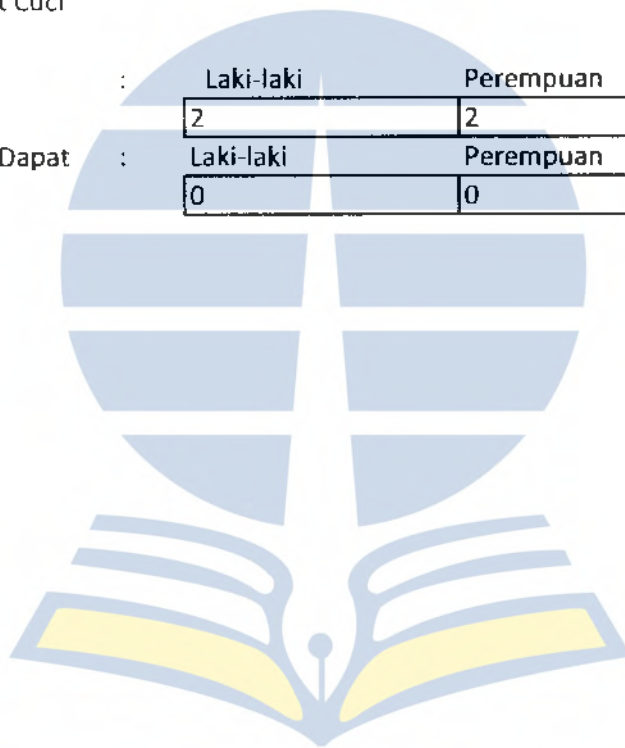 t Cuci
: Laki-laki Perempuan
2 2
Dapat : Laki-laki Perempuan
0 0